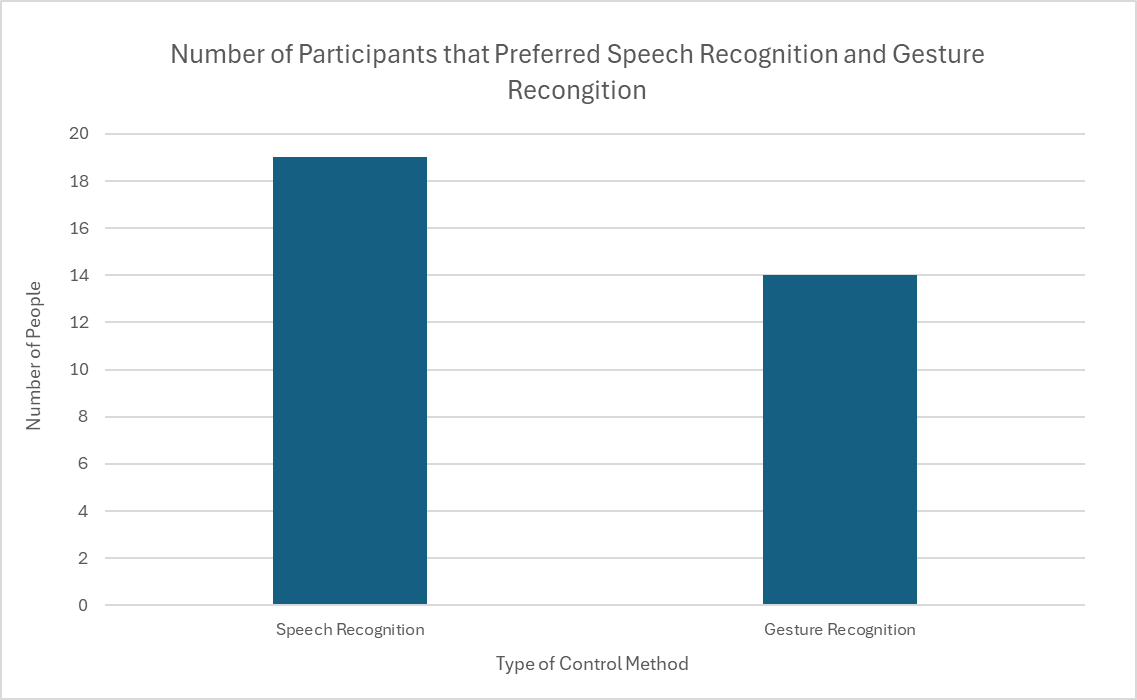 Number of Participants that Preferred Speech Recognition and Gesture
Recongition
20
18
16
14
12
10
8
6
4
2
0
Number of People
Speech Recognition
Gesture Recognition
Type of Control Method